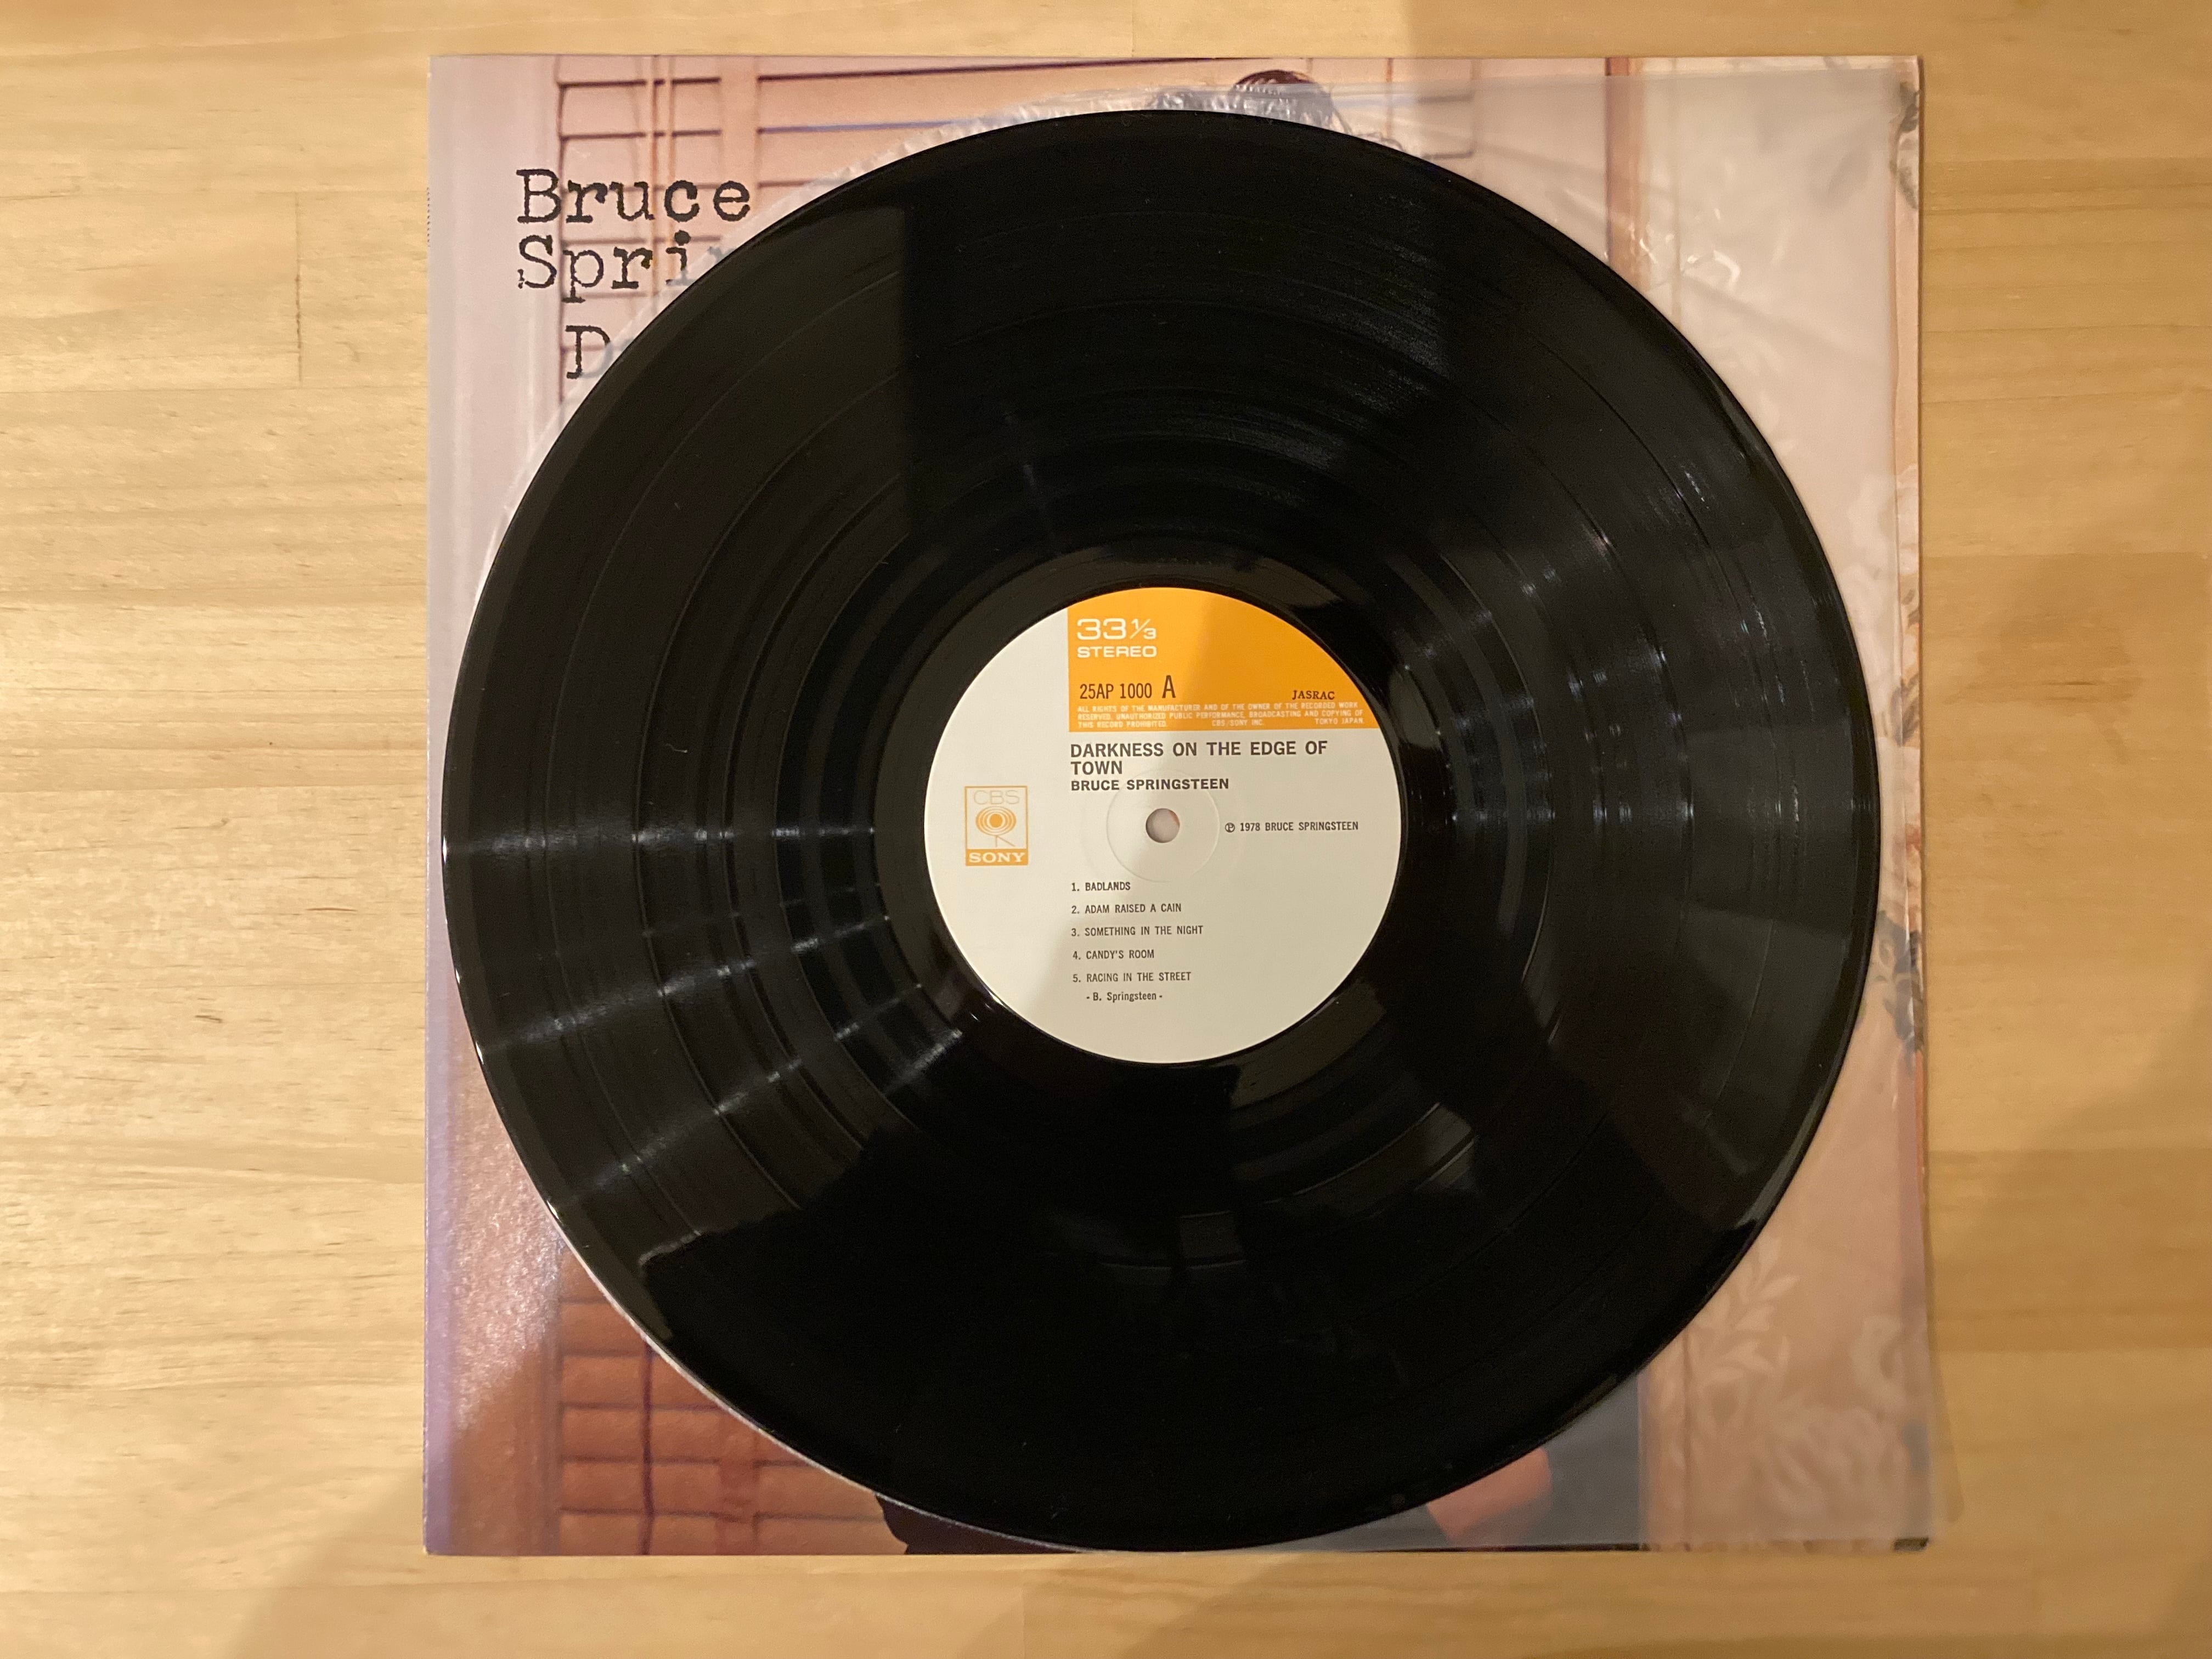 Bruce
Spri
D
33⅓
STEREO
25AP 1000 A
JASRAC
ALL RIGHTS OF THE MANUFACTURER AND OF THE OWNER OF THE RECORDED WORK
RESERVED. UNAUTHORIZED PUBLIC PERFORMANCE, BROADCASTING AND COPYING OF
THIS RECORD PROHIBITED. CBS/SONY INC. TOKYO JAPAN
DARKNESS ON THE EDGE OF
TOWN
BRUCE SPRINGSTEEN
CBS
SONY
Ⓟ 1978 BRUCE SPRINGSTEEN
1. BADLANDS
2. ADAM RAISED A CAIN
3. SOMETHING IN THE NIGHT
4. CANDY'S ROOM
5. RACING IN THE STREET
- B. Springsteen -